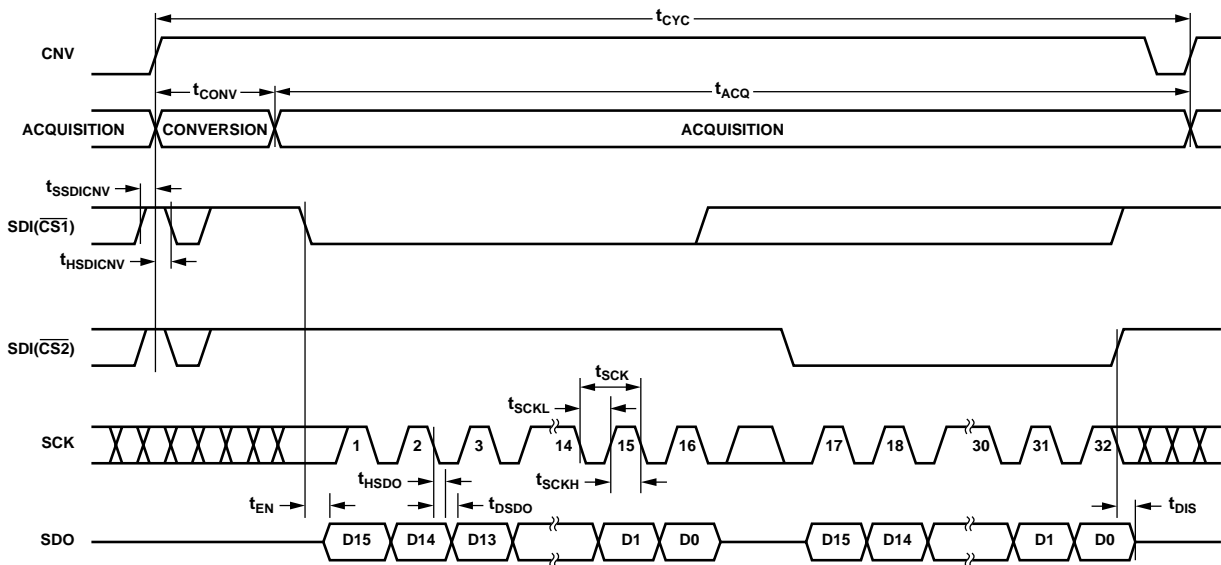 tCYC
CNV
tCONV
tACQ
ACQUISITION
CONVERSION
ACQUISITION
tSSDICNV
SDI(CS1)
tHSDICNV
SDI(CS2)
tSCK
tSCKL
SCK
1 2 3 14 15 16 17 18 30 31 32
tHSDO
tSCKH
tEN
tDSDO
tDIS
SDO
D15 D14 D13 D1 D0 D15 D14 D1 D0